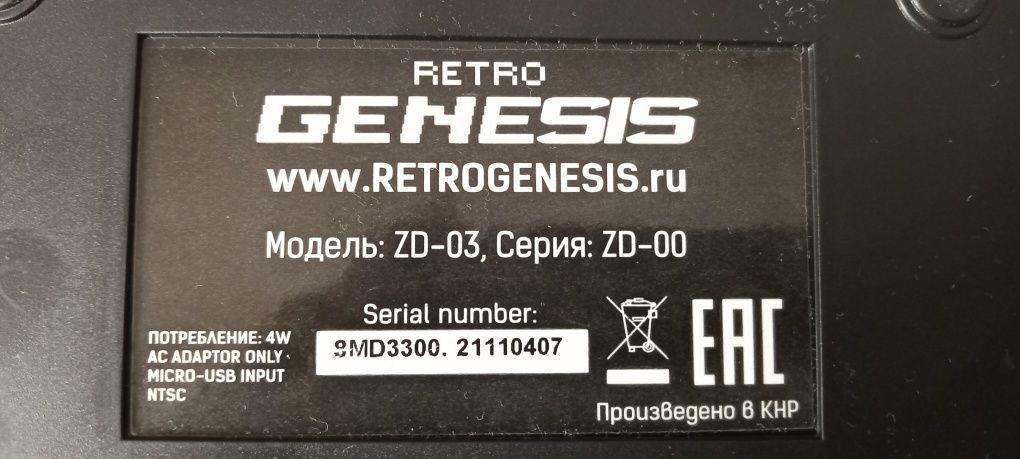 RETRO
GENESIS
www.RETROGENESIS.ru
Модель: ZD-03, Серия: ZD-00
Serial number:
8MD3300. 21110407
ПОТРЕБЛЕНИЕ: 4W
AC ADAPTOR ONLY
MICRO-USB INPUT
NTSC
EAC
Произведено в КНР